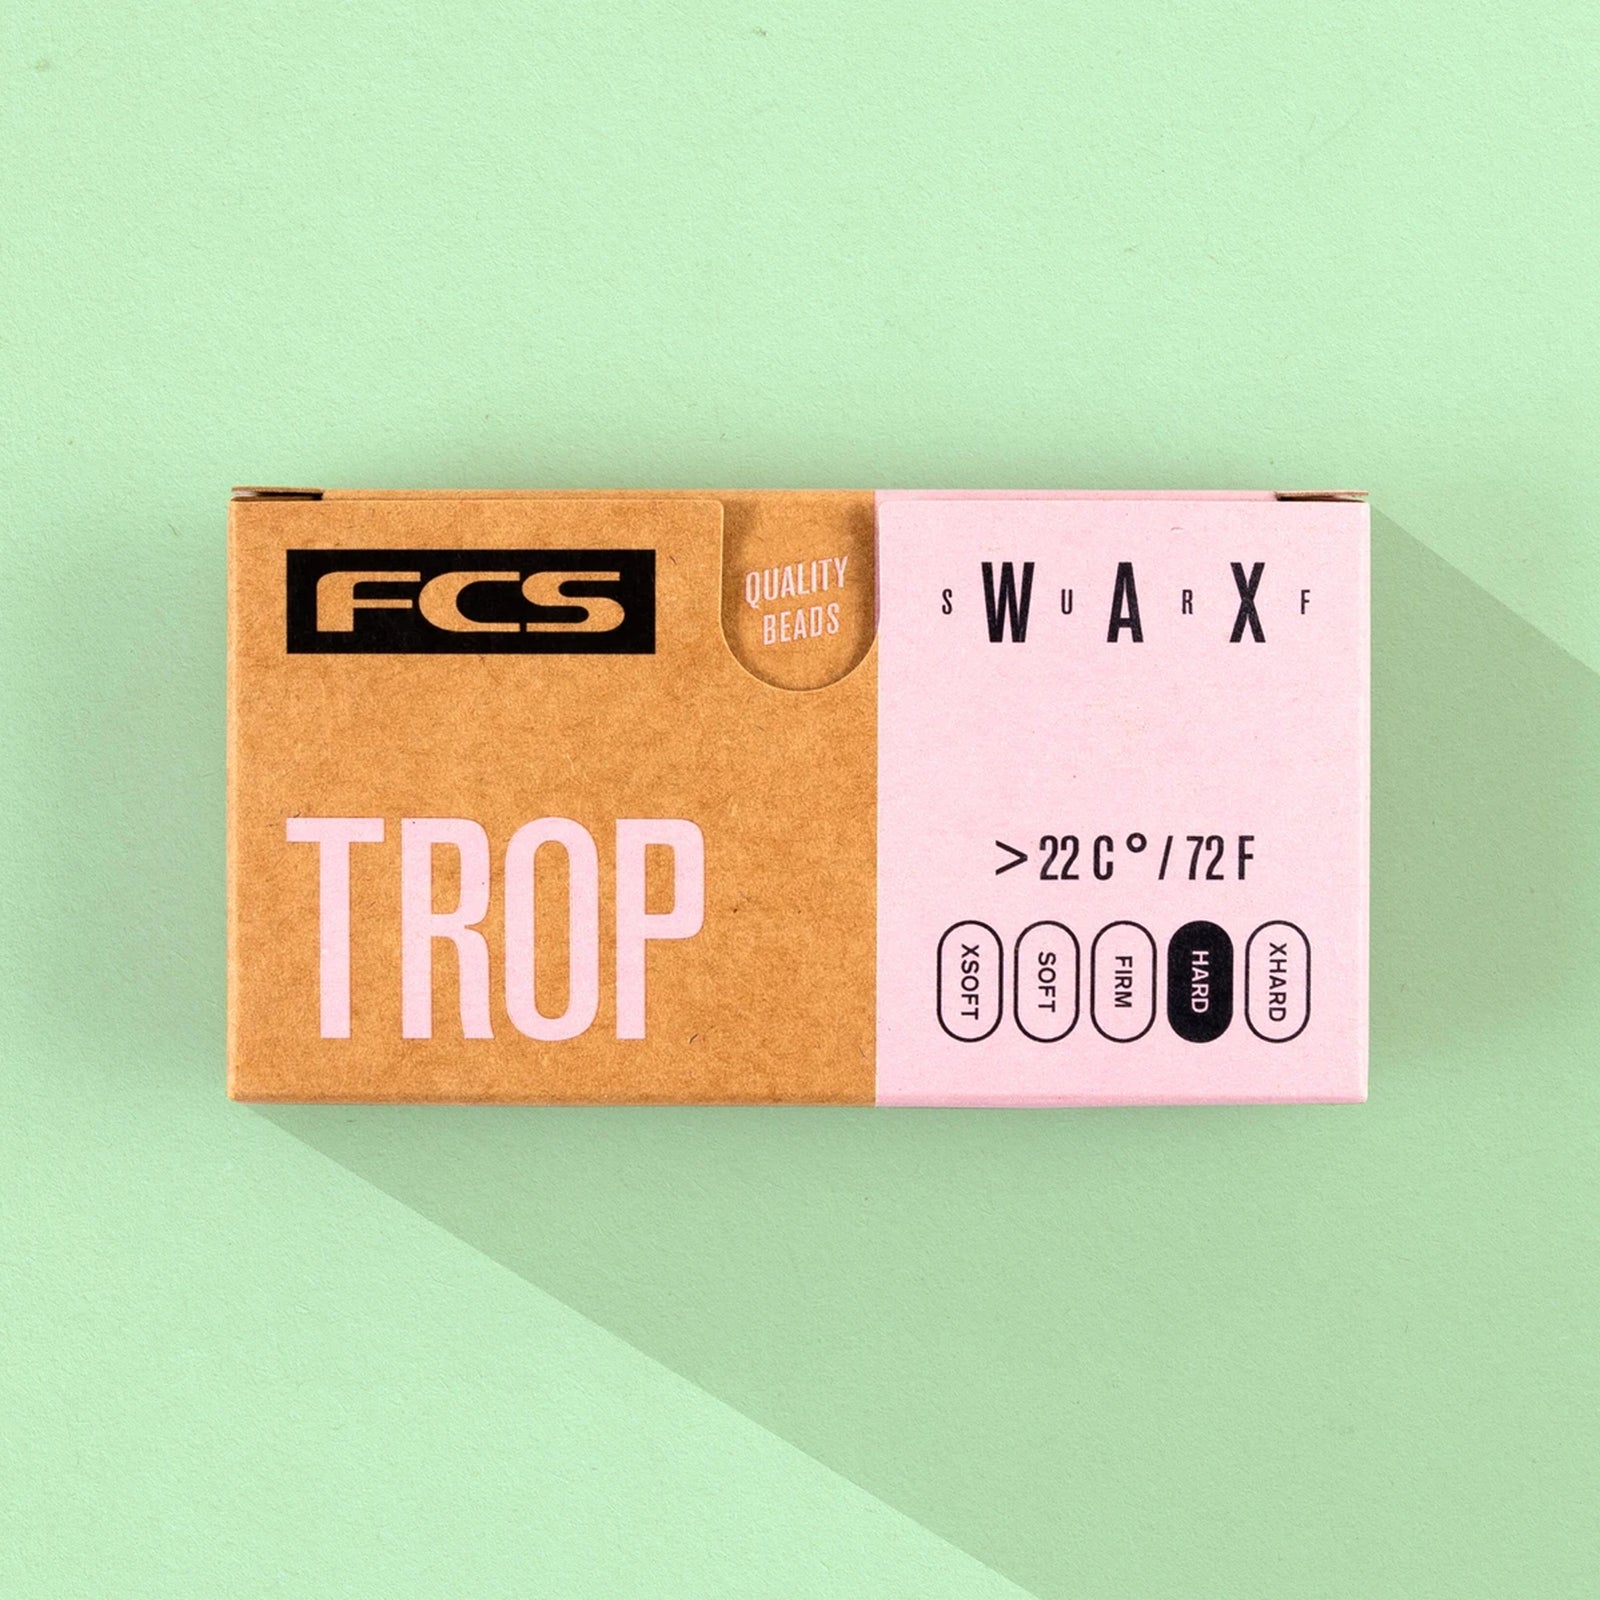 FCS
QUALITY
BEADS
S W U A R X F
TROP
> 22 C° / 72 F
XSOFT
SOFT
FIRM
HARD
XHARD